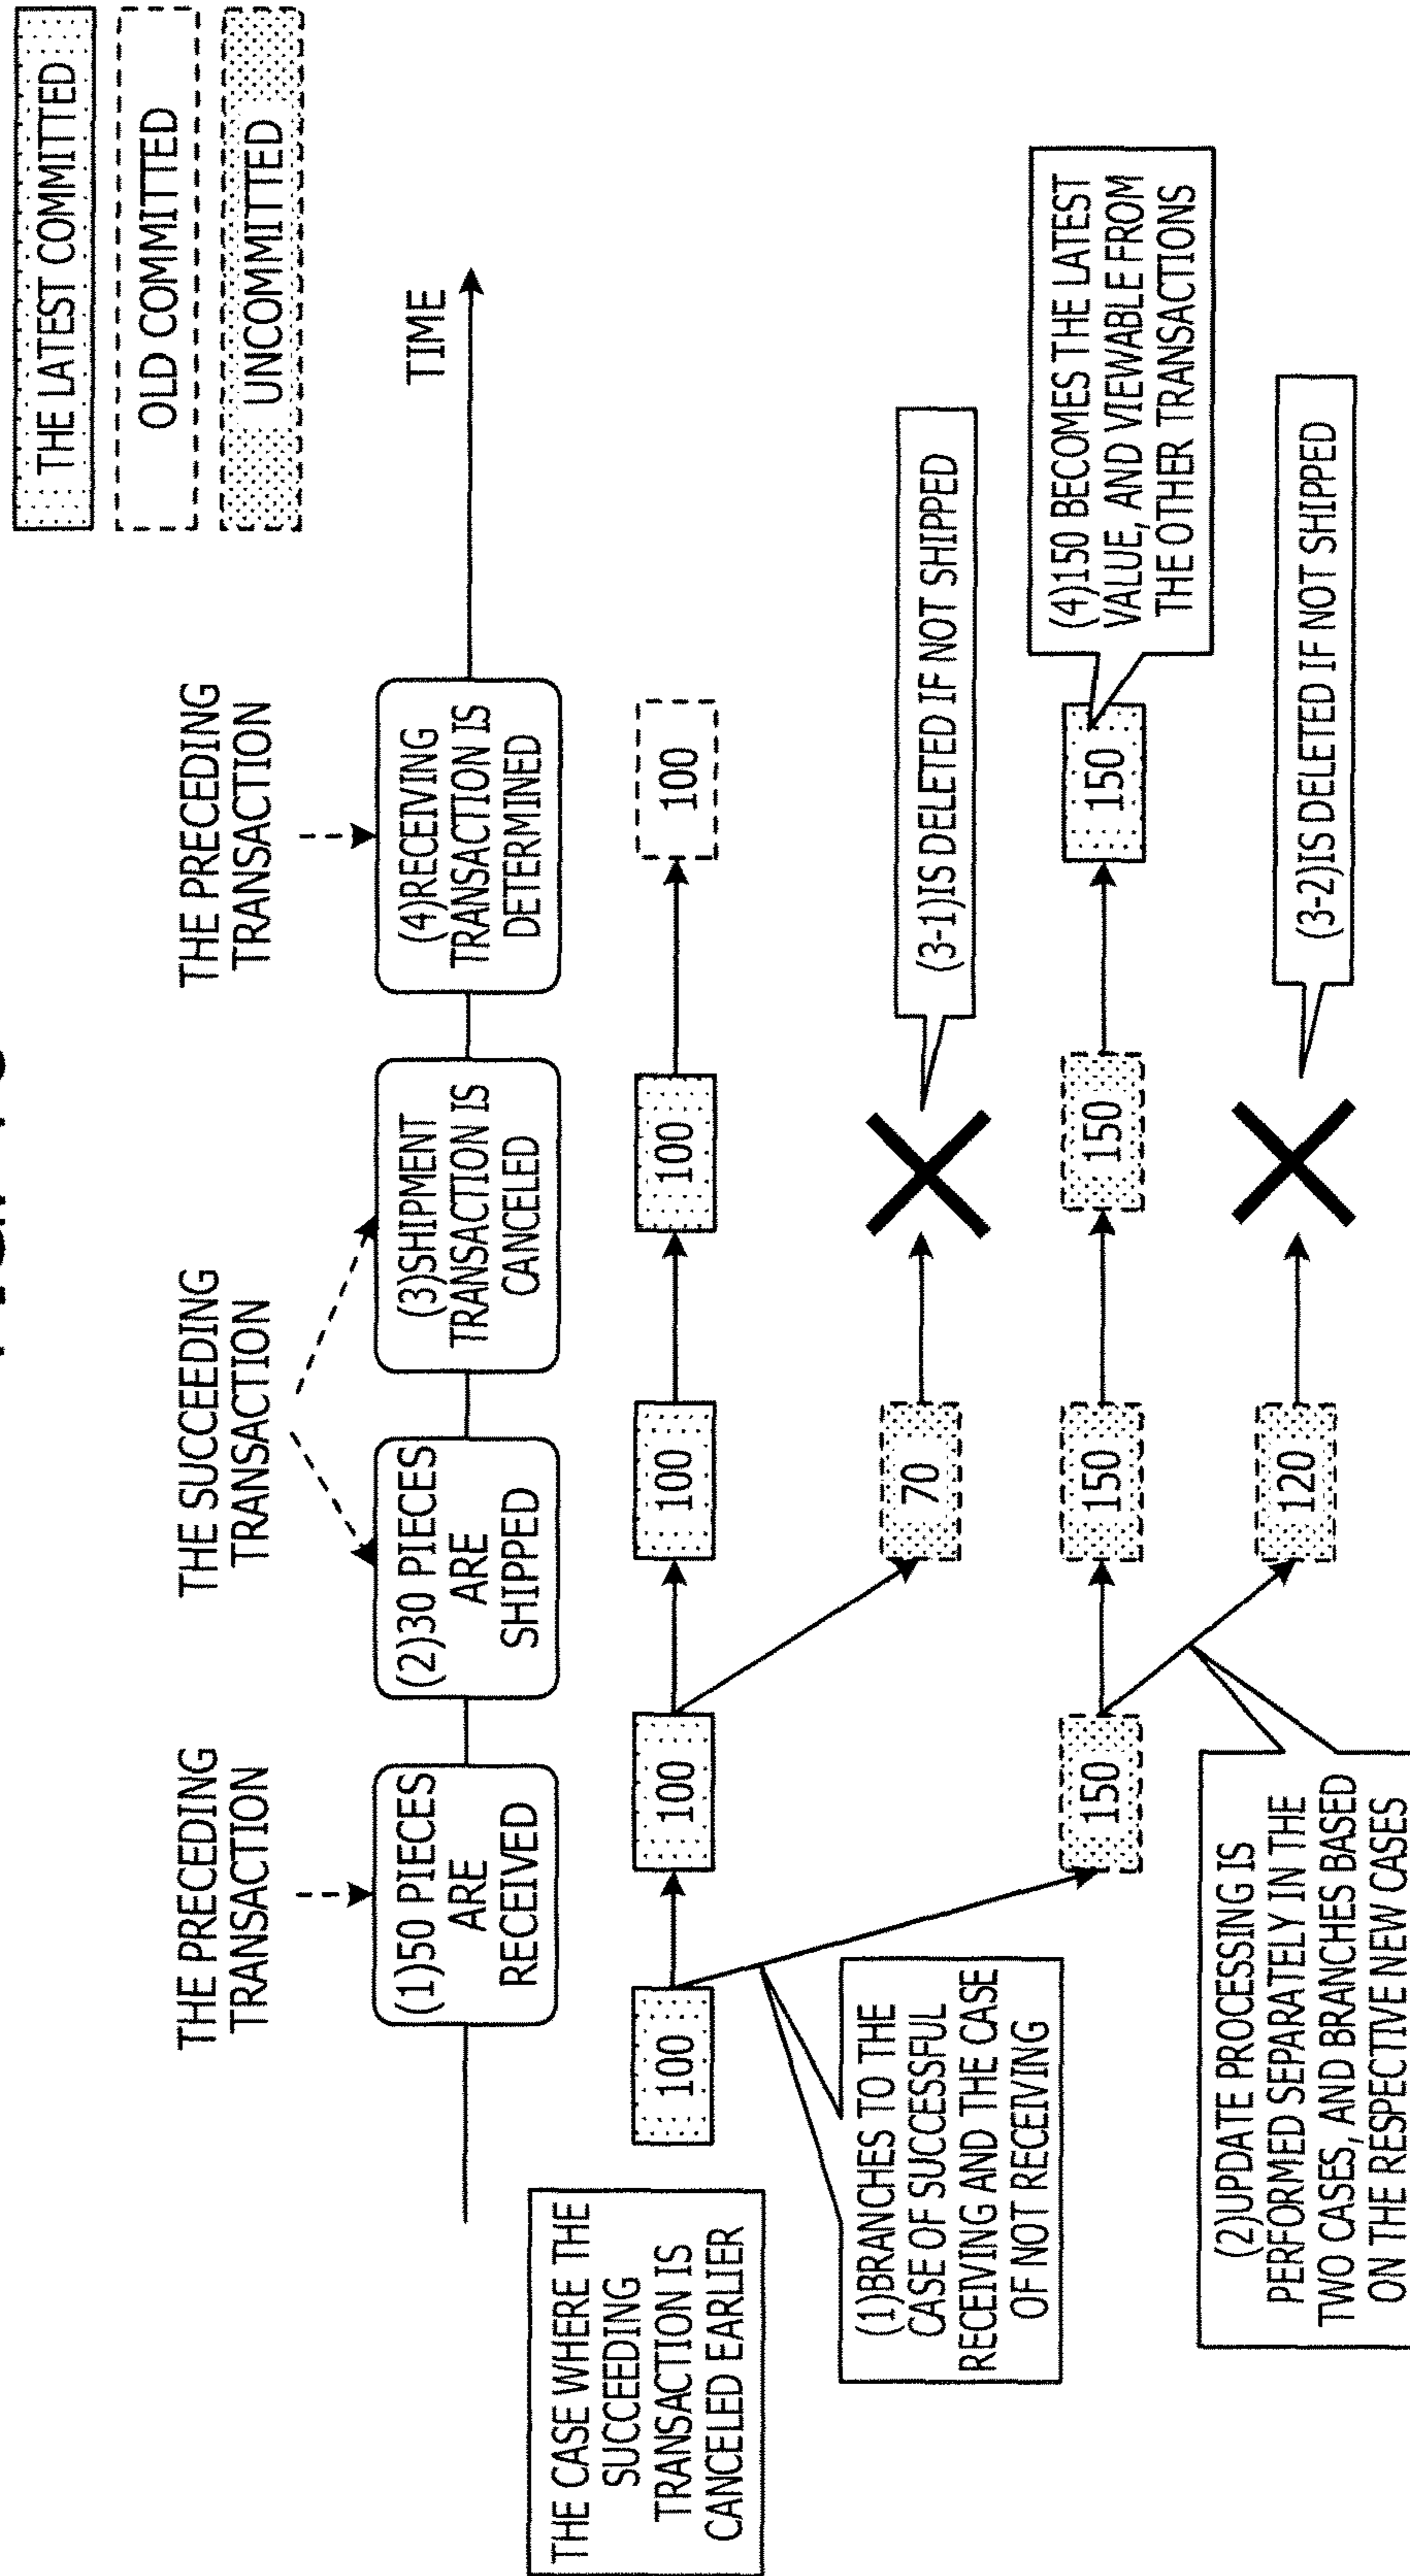 THE LATEST COMMITTED
OLD COMMITTED
UNCOMMITTED
THE PRECEDING
TRANSACTION
THE SUCCEEDING
TRANSACTION
THE PRECEDING
TRANSACTION
(1)50 PIECES
ARE
RECEIVED
(2)30 PIECES
ARE
SHIPPED
(3)SHIPMENT
TRANSACTION IS
CANCELED
(4)RECEIVING
TRANSACTION IS
DETERMINED
TIME
THE CASE WHERE THE
SUCCEEDING
TRANSACTION IS
CANCELED EARLIER
100
100
100
100
100
70
(3-1)IS DELETED IF NOT SHIPPED
(1)BRANCHES TO THE
CASE OF SUCCESSFUL
RECEIVING AND THE CASE
OF NOT RECEIVING
150
150
150
150
(4)150 BECOMES THE LATEST
VALUE, AND VIEWABLE FROM
THE OTHER TRANSACTIONS
(2)UPDATE PROCESSING IS
PERFORMED SEPARATELY IN THE
TWO CASES, AND BRANCHES BASED
ON THE RESPECTIVE NEW CASES
120
(3-2)IS DELETED IF NOT SHIPPED